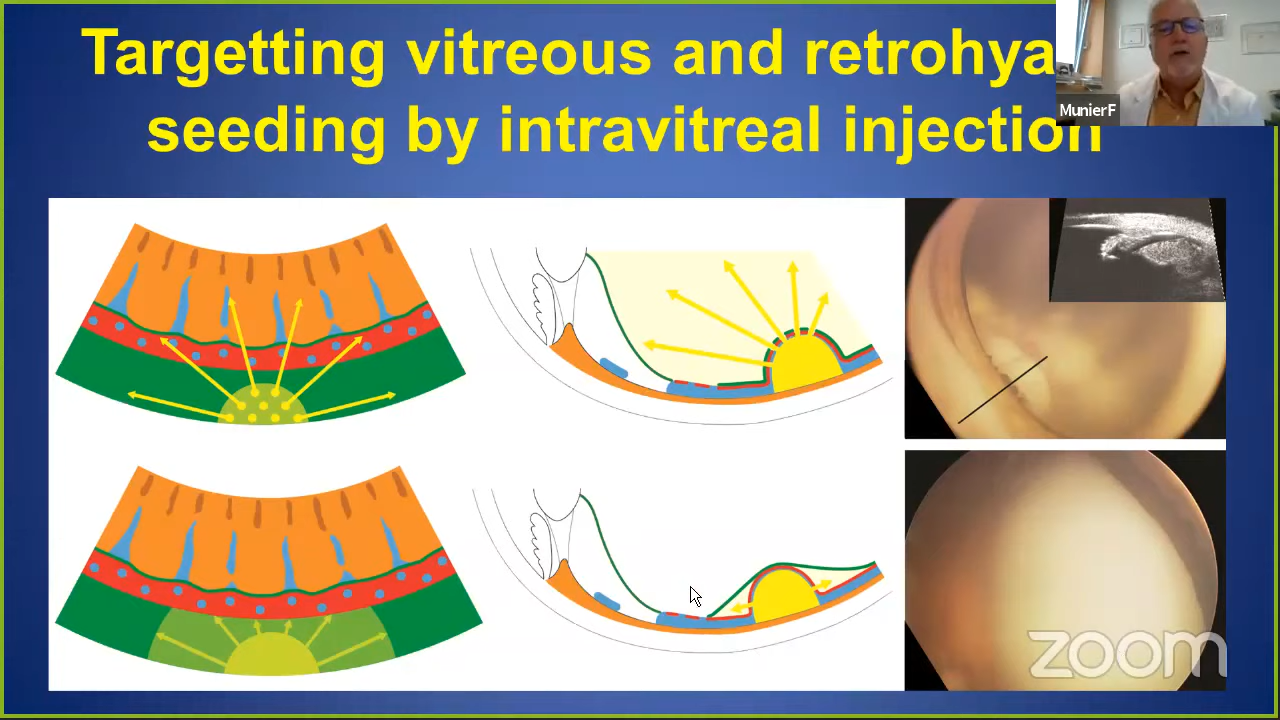 Targetting vitreous and retrohya
seeding by intravitreal injection
MunierF
zoom